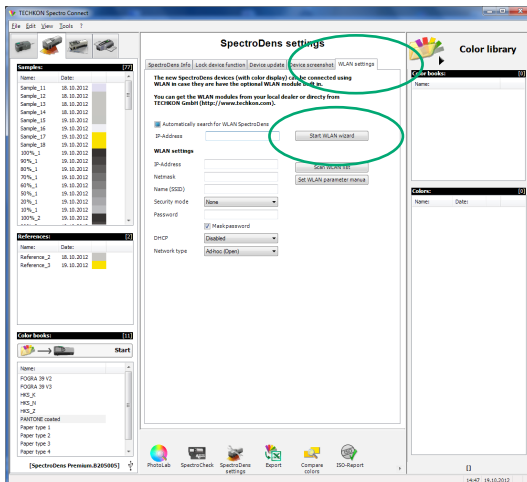 TECHKON Spectro Connect
File Edit View Tools ?
Samples: [77]
Name: Date:
Sample_11 18.10.2012
Sample_12 18.10.2012
Sample_13 18.10.2012
Sample_14 18.10.2012
Sample_15 19.10.2012
Sample_16 19.10.2012
Sample_17 19.10.2012
Sample_18 19.10.2012
100%_1 19.10.2012
90%_1 19.10.2012
80%_1 19.10.2012
70%_1 19.10.2012
60%_1 19.10.2012
50%_1 19.10.2012
20%_1 19.10.2012
10%_1 19.10.2012
100%_2 19.10.2012
References: [2]
Name: Date:
Reference_2 18.10.2012
Reference_3 19.10.2012
Color books: [11]
Start
Name:
FOGRA 39 V2
FOGRA 39 V3
HKS_K
HKS_N
HKS_Z
PANTONE coated
Paper type 1
Paper type 2
Paper type 3
Paper type 4
[SpectroDens Premium.B205005]
SpectroDens settings
SpectroDens Info Lock device function Device update Device screenshot WLAN settings
The new SpectroDens devices (with color display) can be connected using
WLAN in case they are have the optional WLAN module built in.
You can get the WLAN modules from your local dealer or directy from
TECHKON GmbH (http://www.techkon.com).
Automatically search for WLAN SpectroDens
IP-Address Start WLAN wizard
WLAN settings
IP-Address Scan WLAN net
Netmask Set WLAN parameter manua
Name (SSID)
Security mode None
Password
Mask password
DHCP Disabled
Network type Ad-hoc (Open)
PhotoLab SpectroCheck SpectroDens settings Export Compare colors ISO-Report
Color library
Color books: [0]
Name:
Colors: [0]
Name: Date:
[]
14:47 19.10.2012